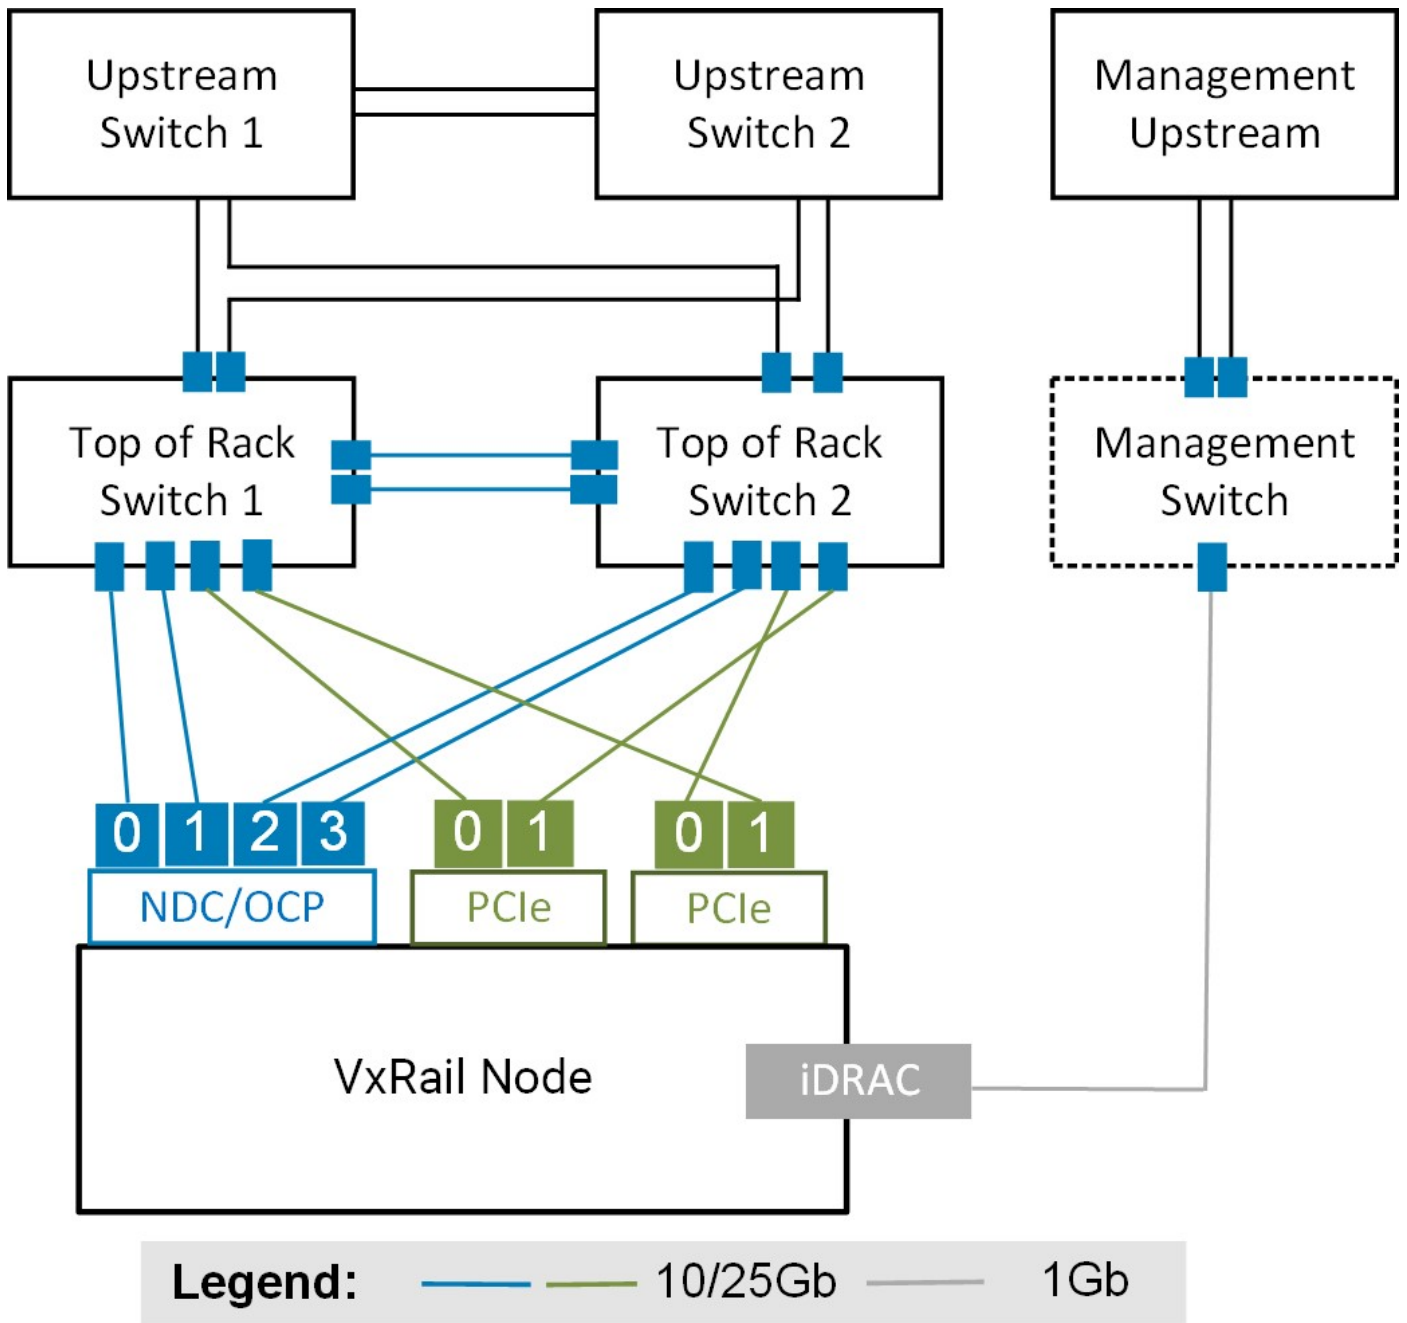 Upstream
Switch 1
Upstream
Switch 2
Management
Upstream
Top of Rack
Switch 1
Top of Rack
Switch 2
Management
Switch
0 1 2 3
0 1
0 1
NDC/OCP
PCIe
PCIe
VxRail Node
iDRAC
Legend: 10/25Gb 1Gb